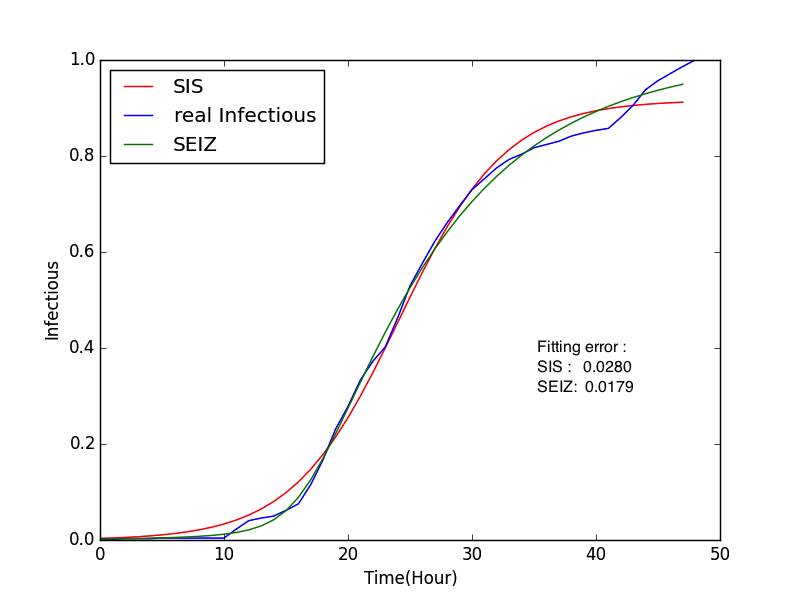 SIS
real Infectious
SEIZ
1.0
0.8
0.6
0.4
0.2
0.0
Infectious
Fitting error :
SIS : 0.0280
SEIZ: 0.0179
0 10 20 30 40 50
Time(Hour)